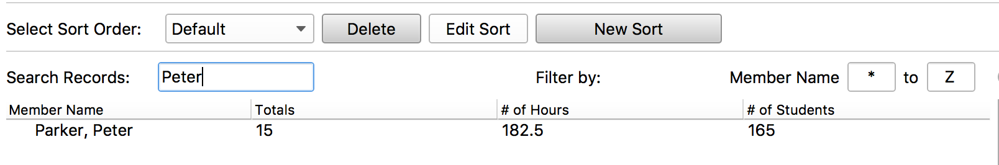 Select Sort Order: Default Delete Edit Sort New Sort
Search Records: Peter Filter by: Member Name * to Z
Member Name Totals # of Hours # of Students
Parker, Peter 15 182.5 165